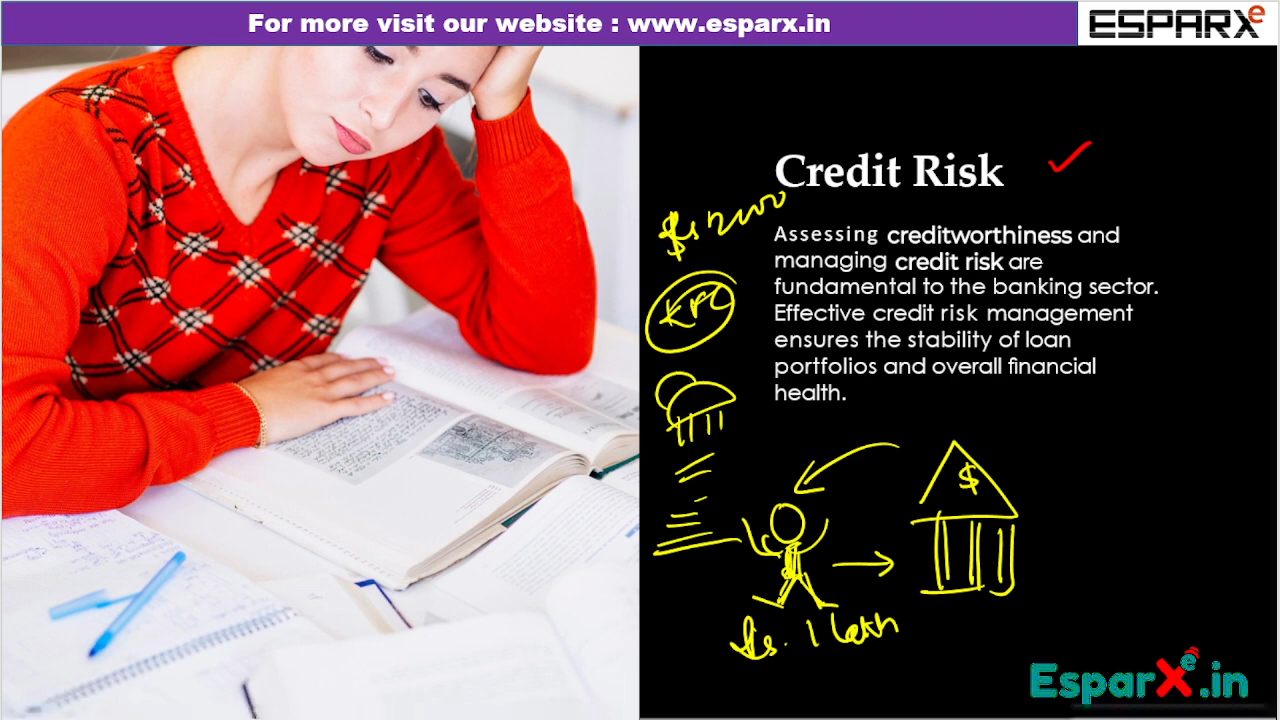 For more visit our website : www.esparx.in
ESPARX e
Credit Risk
Assessing creditworthiness and
managing credit risk are
fundamental to the banking sector.
Effective credit risk management
ensures the stability of loan
portfolios and overall financial
health.
KFC
$
Rs. 1 lakh
EsparXe.in